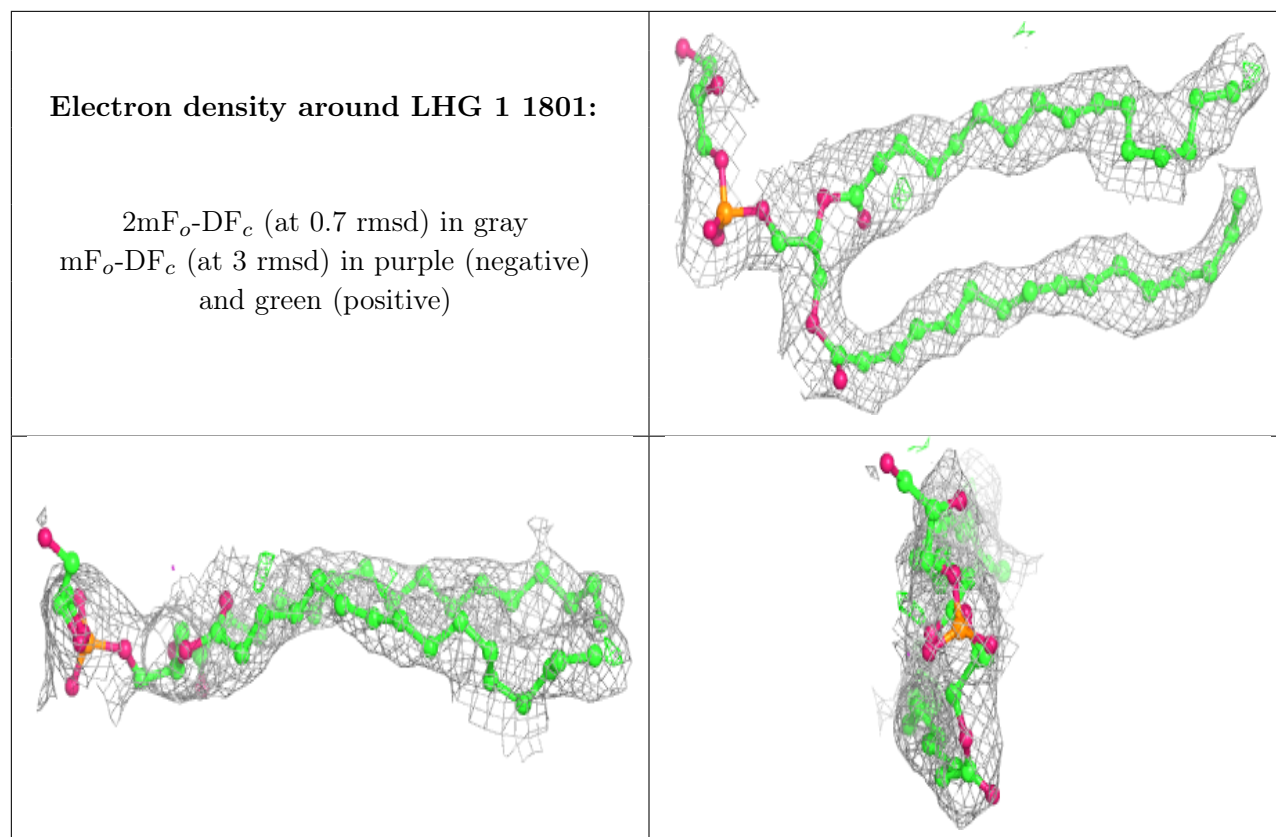 Electron density around LHG 1 1801:
2mFₒ-DF𝑐 (at 0.7 rmsd) in gray
mFₒ-DF𝑐 (at 3 rmsd) in purple (negative)
and green (positive)